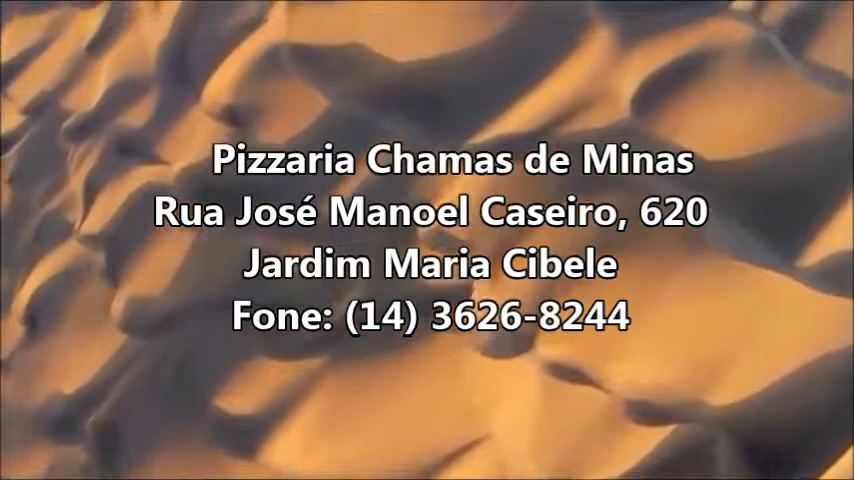 Pizzaria Chamas de Minas
Rua José Manoel Caseiro, 620
Jardim Maria Cibele
Fone: (14) 3626-8244